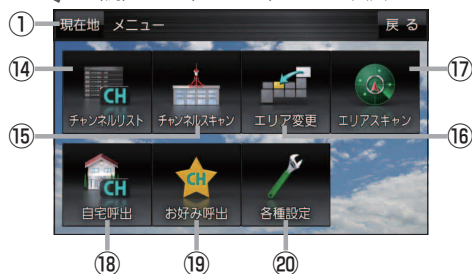 ① 現在地 メニュー 戻る
⑭ ⑰
CH
チャンネルリスト チャンネルスキャン エリア変更 エリアスキャン
⑮ ⑯
CH CH
自宅呼出 お好み呼出 各種設定
⑱ ⑲ ⑳